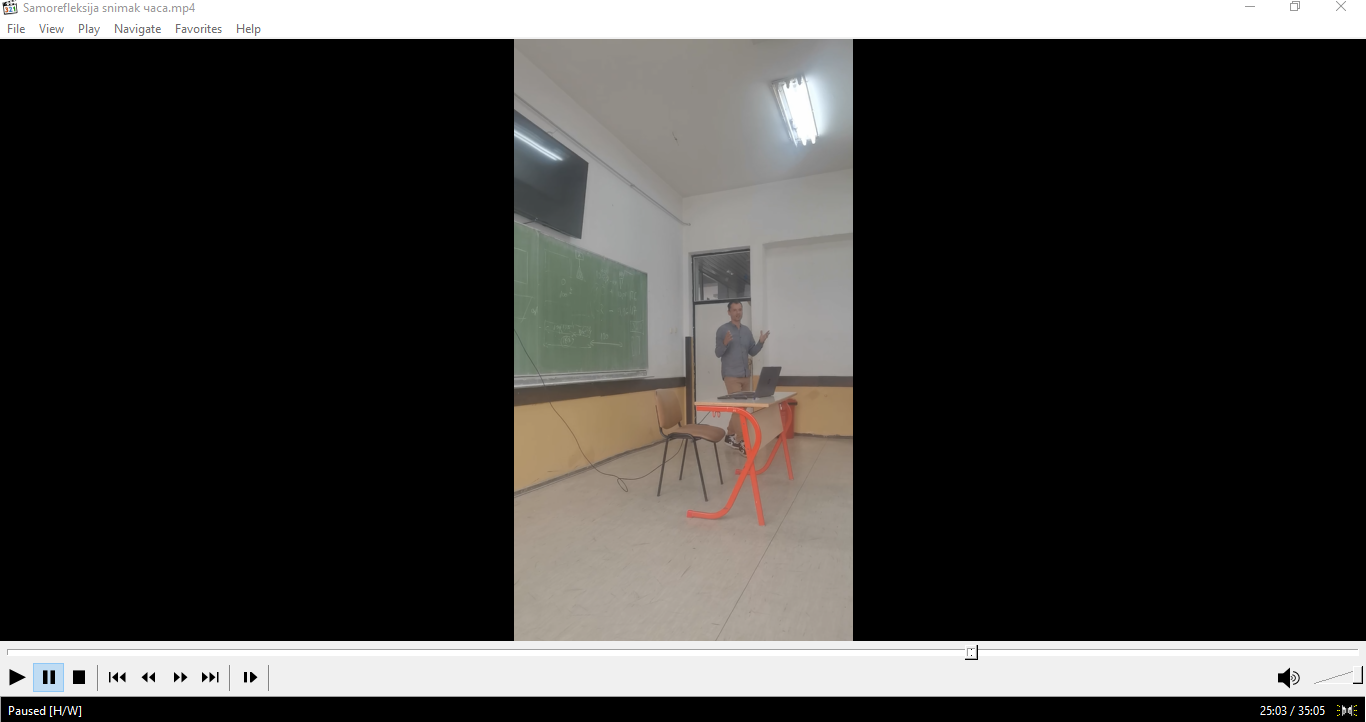 Samorefleksija snimak часа.mp4
File View Play Navigate Favorites Help
Paused [H/W]
25:03 / 35:05